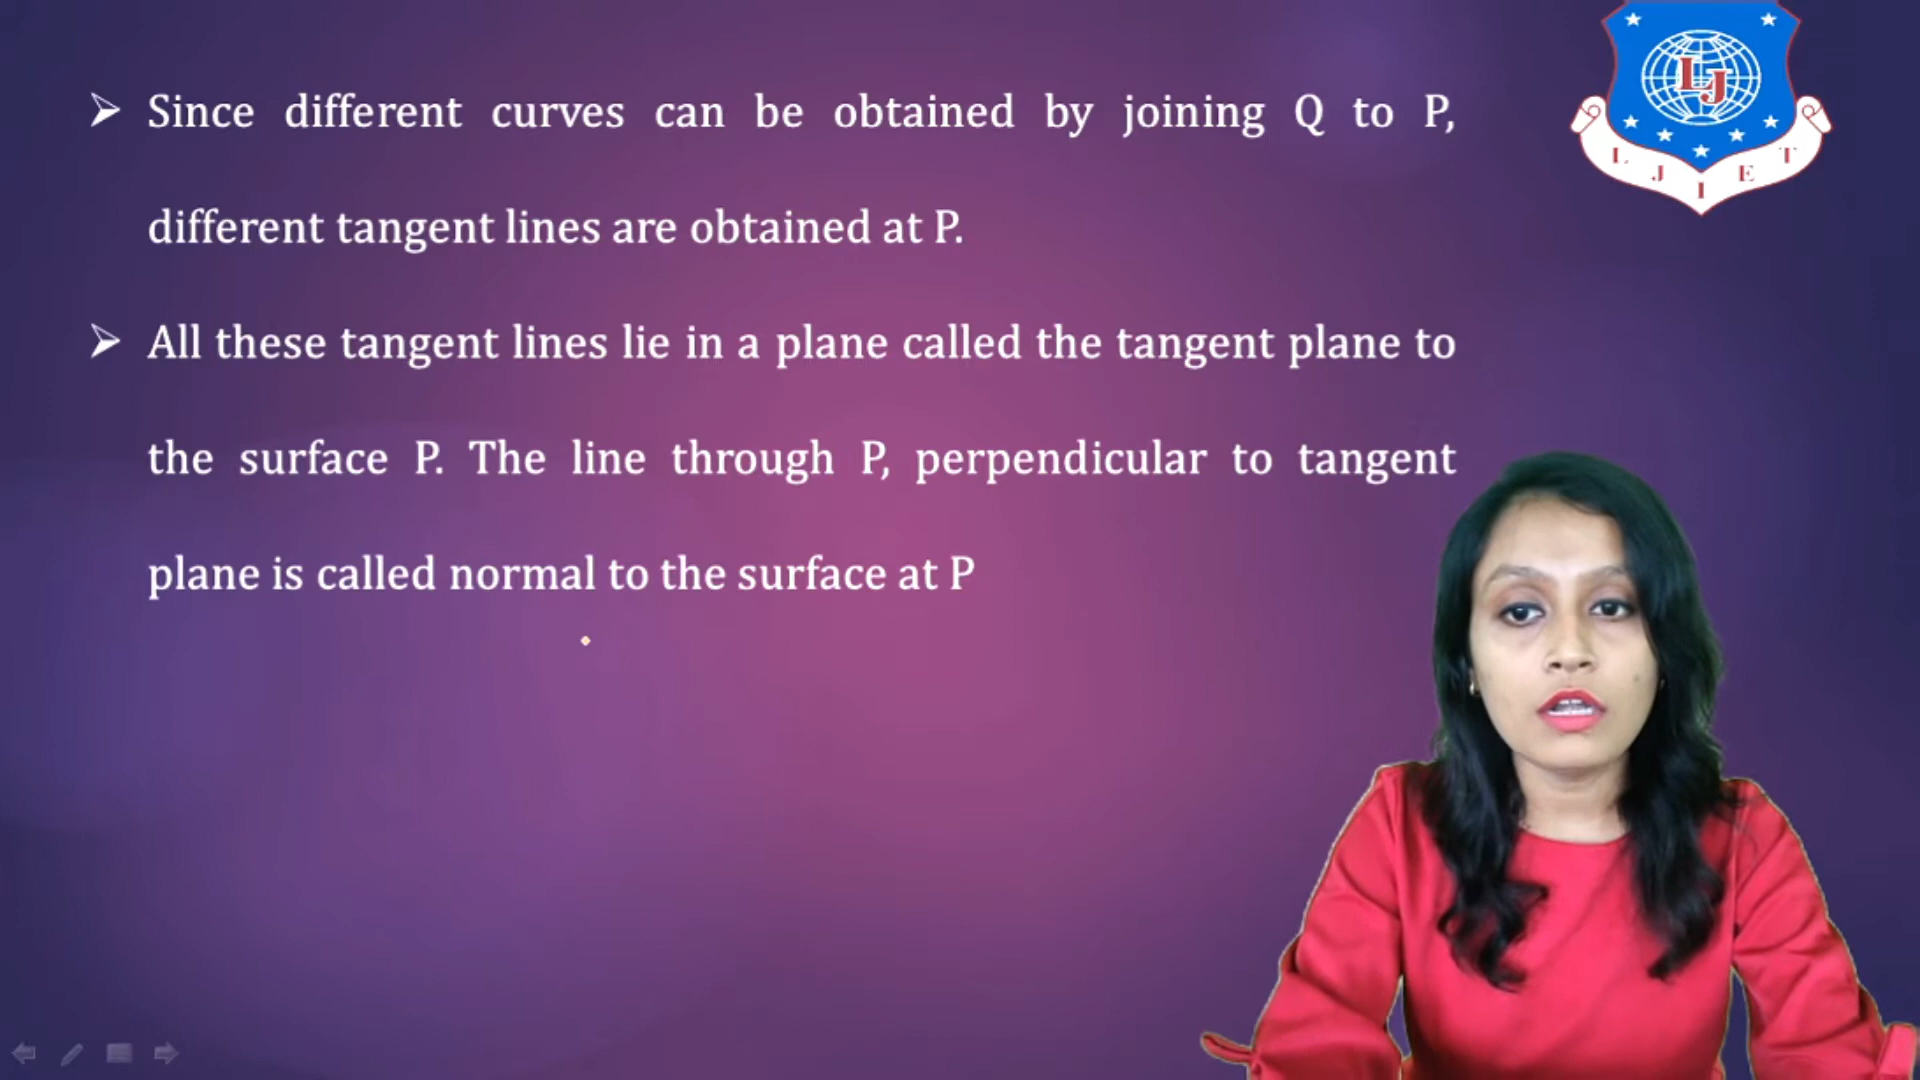 Since different curves can be obtained by joining Q to P,
different tangent lines are obtained at P.
All these tangent lines lie in a plane called the tangent plane to
the surface P. The line through P, perpendicular to tangent
plane is called normal to the surface at P
LJ
L J I E T